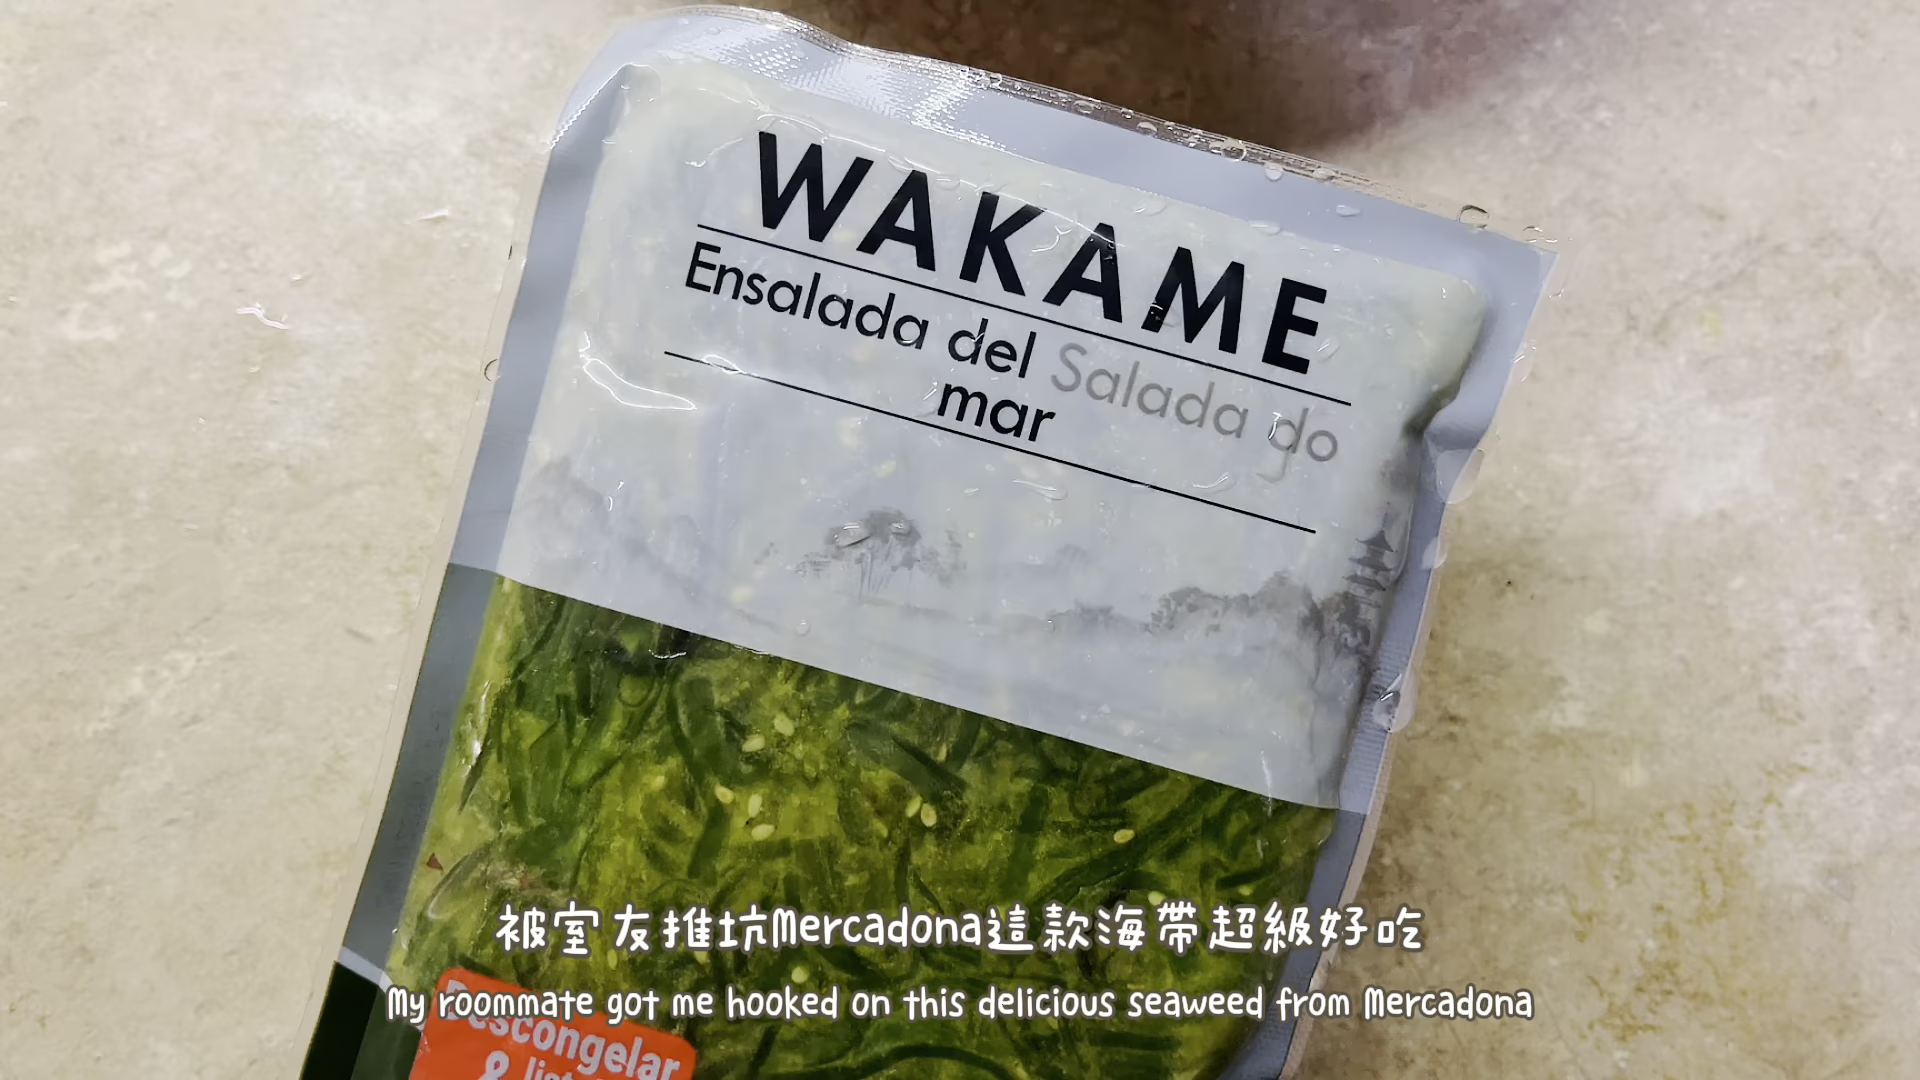 WAKAME
Ensalada del Salada do
mar
被室友推坑Mercadona這款海帶超級好吃
My roommate got me hooked on this delicious seaweed from Mercadona
Descongelar
&